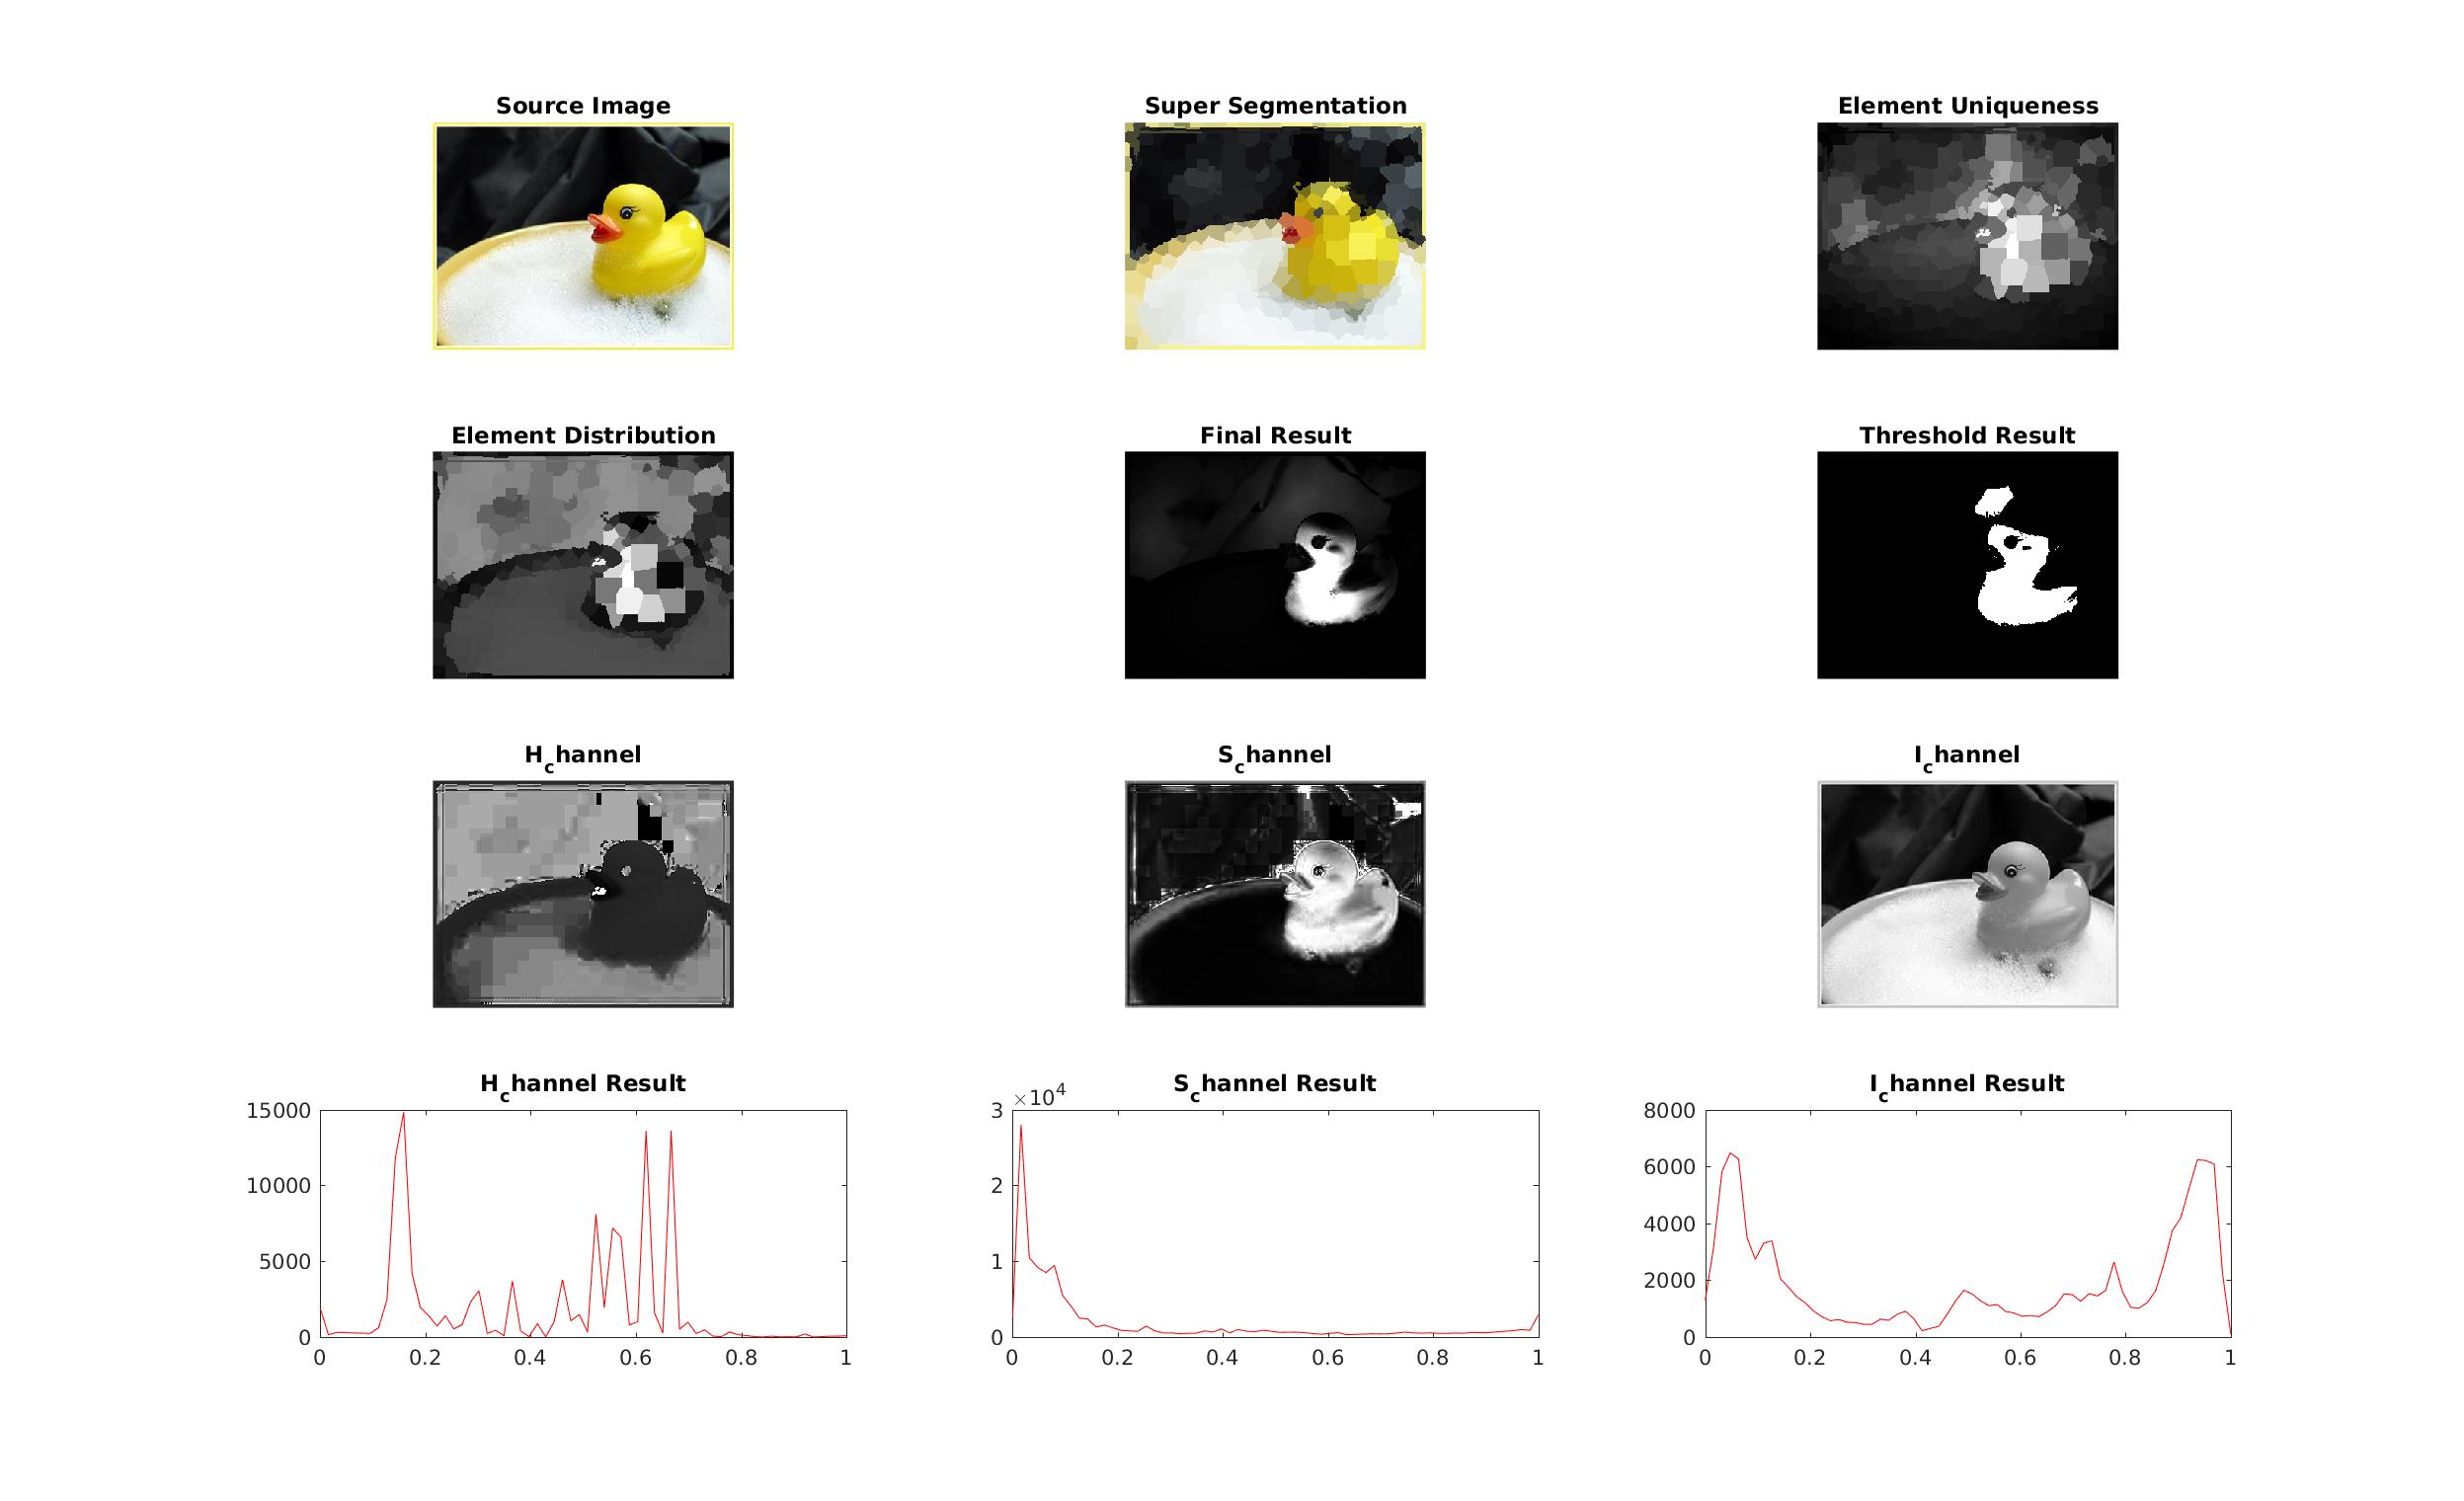 Source Image
Super Segmentation
Element Uniqueness
Element Distribution
Final Result
Threshold Result
H_channel
S_channel
I_channel
H_channel Result
15000
10000
5000
0
0 0.2 0.4 0.6 0.8 1
S_channel Result
×10^4
3
2
1
0
0 0.2 0.4 0.6 0.8 1
I_channel Result
8000
6000
4000
2000
0
0 0.2 0.4 0.6 0.8 1